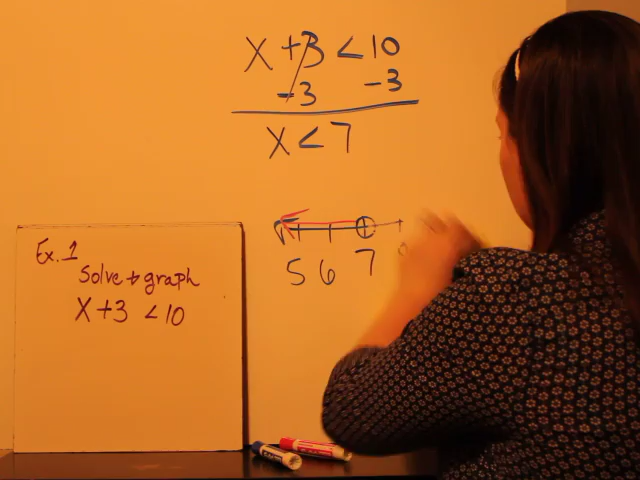 x + 3 < 10
-3 -3
x < 7
5 6 7
Ex. 1
Solve + graph
x + 3 < 10